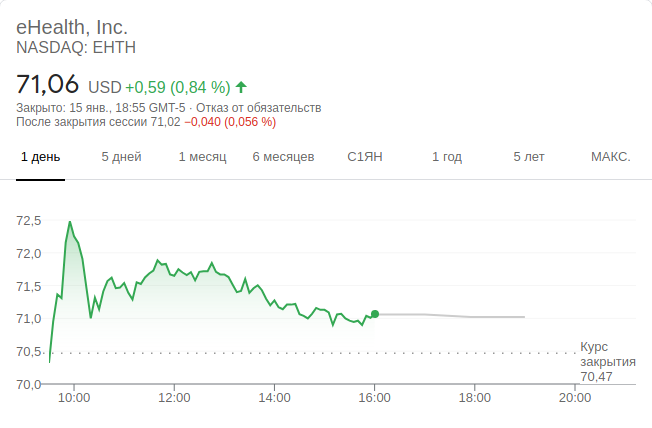 eHealth, Inc.
NASDAQ: EHTH
71,06 USD +0,59 (0,84 %)
Закрыто: 15 янв., 18:55 GMT-5 · Отказ от обязательств
После закрытия сессии 71,02 −0,040 (0,056 %)
1 день 5 дней 1 месяц 6 месяцев С1ЯН 1 год 5 лет МАКС.
72,5
72,0
71,5
71,0
70,5
70,0
Курс
закрытия
70,47
10:00 12:00 14:00 16:00 18:00 20:00